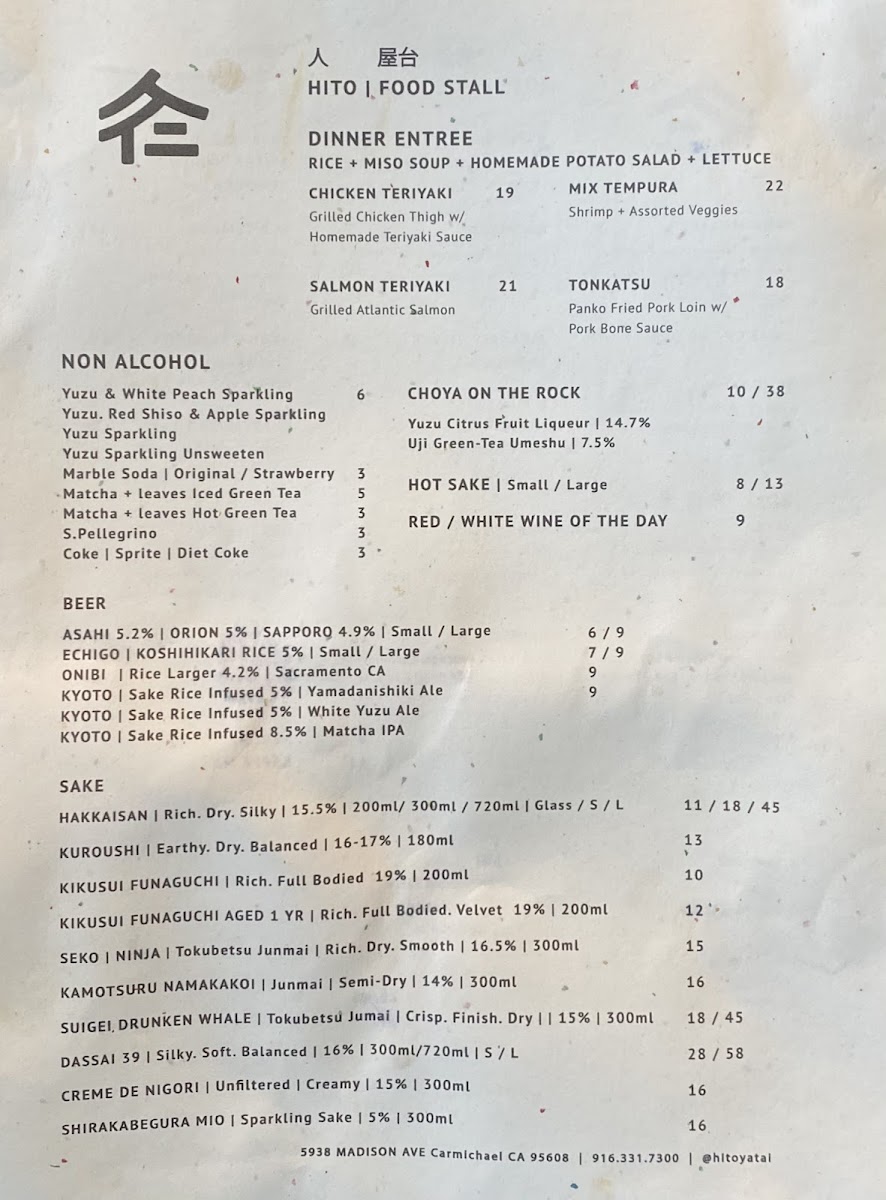 人 屋台
HITO | FOOD STALL
DINNER ENTREE
RICE + MISO SOUP + HOMEMADE POTATO SALAD + LETTUCE
CHICKEN TERIYAKI 19
Grilled Chicken Thigh w/
Homemade Teriyaki Sauce
MIX TEMPURA 22
Shrimp + Assorted Veggies
SALMON TERIYAKI 21
Grilled Atlantic Salmon
TONKATSU 18
Panko Fried Pork Loin w/
Pork Bone Sauce
NON ALCOHOL
Yuzu & White Peach Sparkling 6
Yuzu. Red Shiso & Apple Sparkling
Yuzu Sparkling
Yuzu Sparkling Unsweeten
Marble Soda | Original / Strawberry 3
Matcha + leaves Iced Green Tea 5
Matcha + leaves Hot Green Tea 3
S.Pellegrino 3
Coke | Sprite | Diet Coke 3
CHOYA ON THE ROCK 10 / 38
Yuzu Citrus Fruit Liqueur | 14.7%
Uji Green-Tea Umeshu | 7.5%
HOT SAKE | Small / Large 8 / 13
RED / WHITE WINE OF THE DAY 9
BEER
ASAHI 5.2% | ORION 5% | SAPPORO 4.9% | Small / Large 6 / 9
ECHIGO | KOSHIHIKARI RICE 5% | Small / Large 7 / 9
ONIBI | Rice Larger 4.2% | Sacramento CA 9
KYOTO | Sake Rice Infused 5% | Yamadanishiki Ale 9
KYOTO | Sake Rice Infused 5% | White Yuzu Ale
KYOTO | Sake Rice Infused 8.5% | Matcha IPA
SAKE
HAKKAISAN | Rich. Dry. Silky | 15.5% | 200ml/ 300ml / 720ml | Glass / S / L 11 / 18 / 45
KUROUSHI | Earthy. Dry. Balanced | 16-17% | 180ml 13
KIKUSUI FUNAGUCHI | Rich. Full Bodied 19% | 200ml 10
KIKUSUI FUNAGUCHI AGED 1 YR | Rich. Full Bodied. Velvet 19% | 200ml 12
SEKO | NINJA | Tokubetsu Junmai | Rich. Dry. Smooth | 16.5% | 300ml 15
KAMOTSURU NAMAKAKOI | Junmai | Semi-Dry | 14% | 300ml 16
SUIGEI DRUNKEN WHALE | Tokubetsu Jumai | Crisp. Finish. Dry | | 15% | 300ml 18 / 45
DASSAI 39 | Silky. Soft. Balanced | 16% | 300ml/720ml | S / L 28 / 58
CREME DE NIGORI | Unfiltered | Creamy | 15% | 300ml 16
SHIRAKABEGURA MIO | Sparkling Sake | 5% | 300ml 16
5938 MADISON AVE Carmichael CA 95608 | 916.331.7300 | @hitoyatai